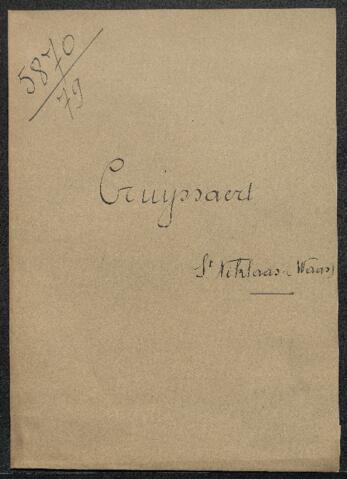 5870/79
Cruyssaert
St Niklaas (Waas)